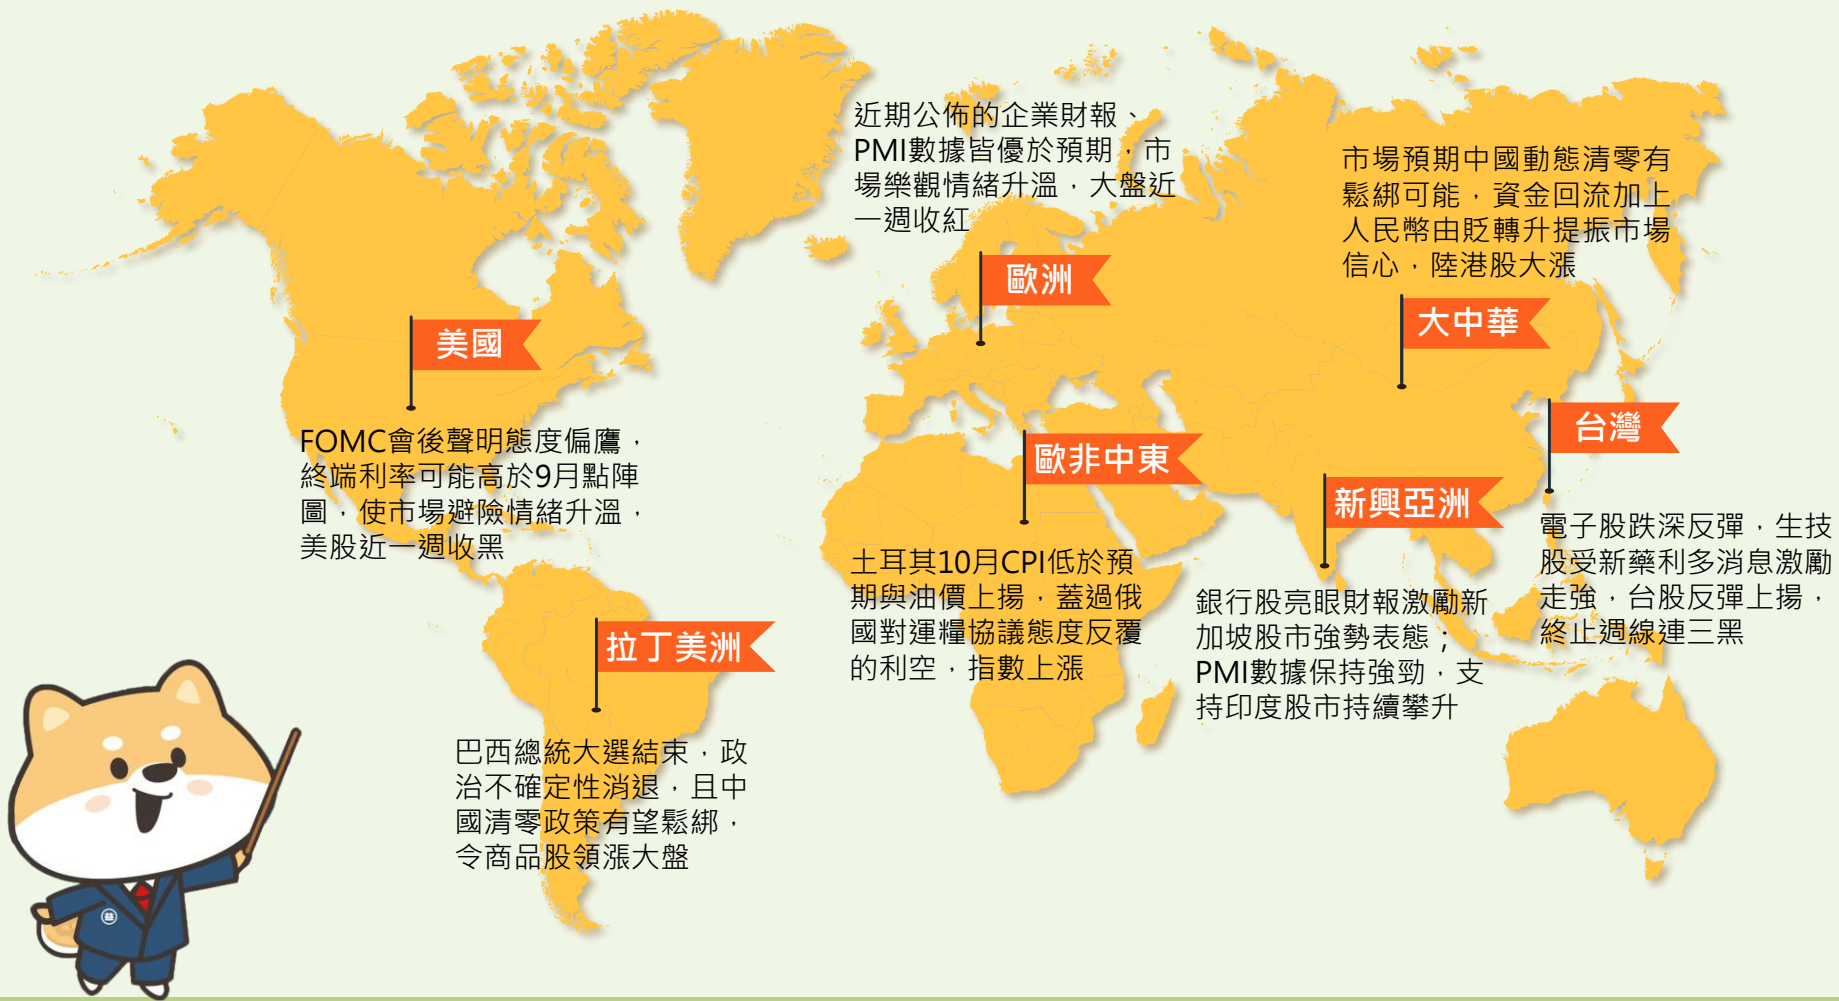 近期公佈的企業財報、
PMI數據皆優於預期，市
場樂觀情緒升溫，大盤近
一週收紅
歐洲
市場預期中國動態清零有
鬆綁可能，資金回流加上
人民幣由貶轉升提振市場
信心，陸港股大漲
大中華
美國
FOMC會後聲明態度偏鷹，
終端利率可能高於9月點陣
圖，使市場避險情緒升溫，
美股近一週收黑
歐非中東
土耳其10月CPI低於預
期與油價上揚，蓋過俄
國對運糧協議態度反覆
的利空，指數上漲
新興亞洲
銀行股亮眼財報激勵新
加坡股市強勢表態；
PMI數據保持強勁，支
持印度股市持續攀升
台灣
電子股跌深反彈，生技
股受新藥利多消息激勵
走強，台股反彈上揚，
終止週線連三黑
拉丁美洲
巴西總統大選結束，政
治不確定性消退，且中
國清零政策有望鬆綁，
令商品股領漲大盤